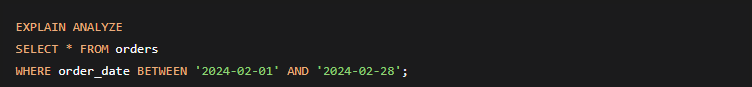 EXPLAIN ANALYZE
SELECT * FROM orders
WHERE order_date BETWEEN '2024-02-01' AND '2024-02-28';